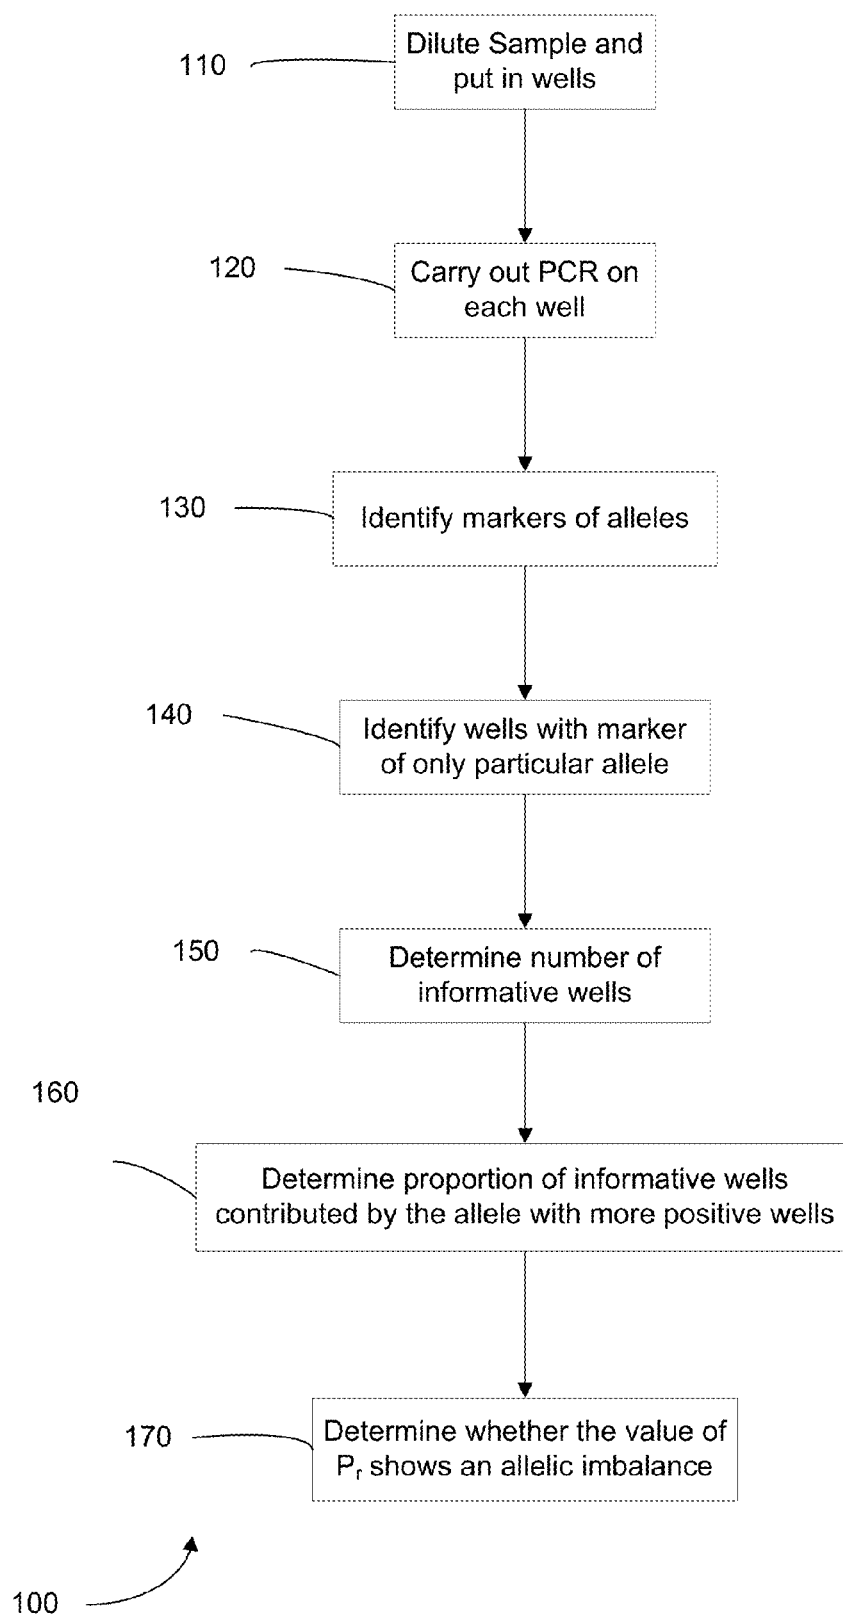 110
Dilute Sample and
put in wells
120
Carry out PCR on
each well
130
Identify markers of alleles
140
Identify wells with marker
of only particular allele
150
Determine number of
informative wells
160
Determine proportion of informative wells
contributed by the allele with more positive wells
170
Determine whether the value of
Pr shows an allelic imbalance
100